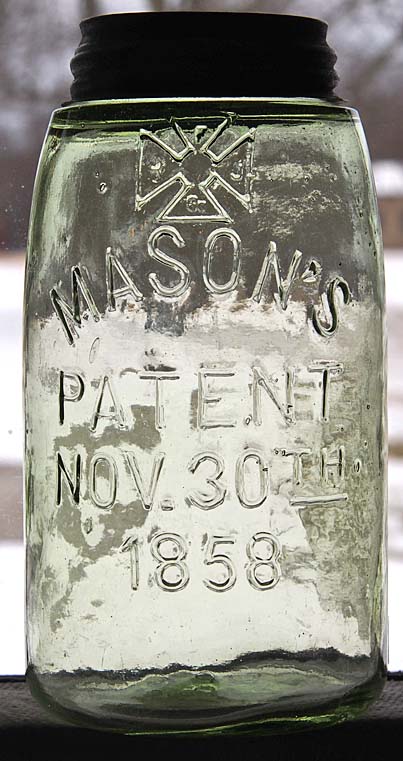 MASON'S
PATENT
NOV. 30TH.
1858